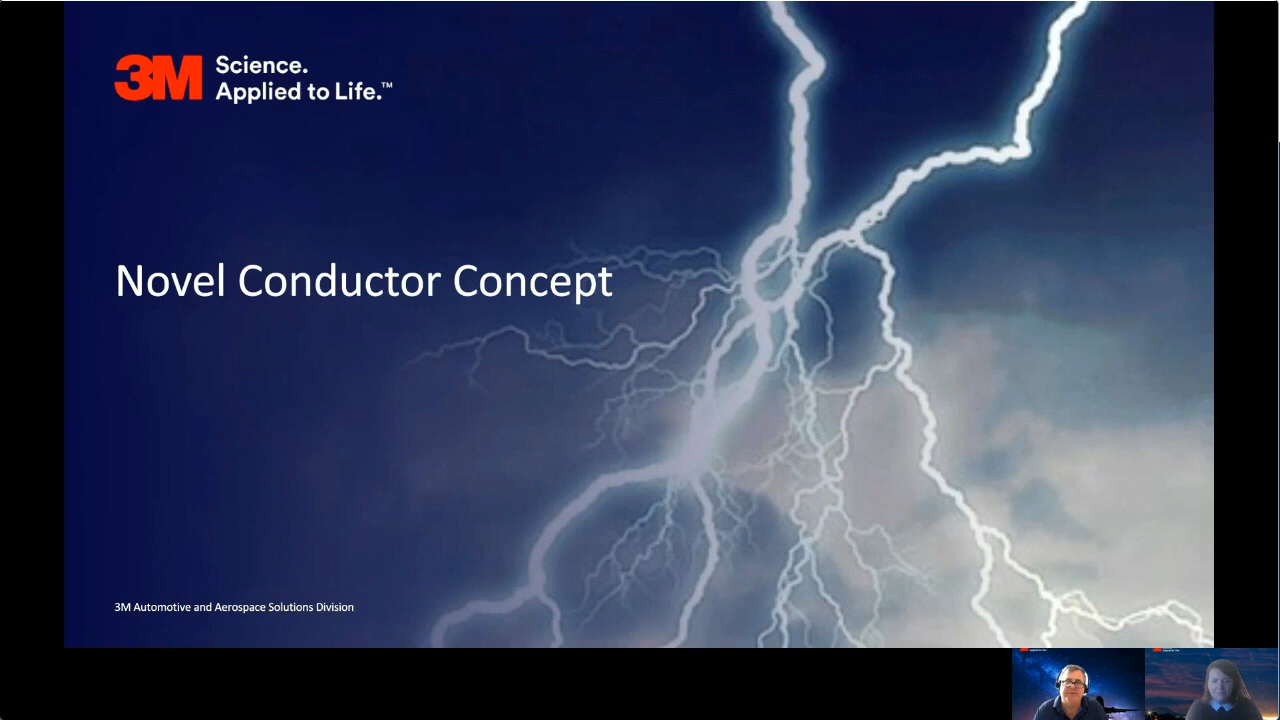 3M Science.
Applied to Life.™
Novel Conductor Concept
3M Automotive and Aerospace Solutions Division